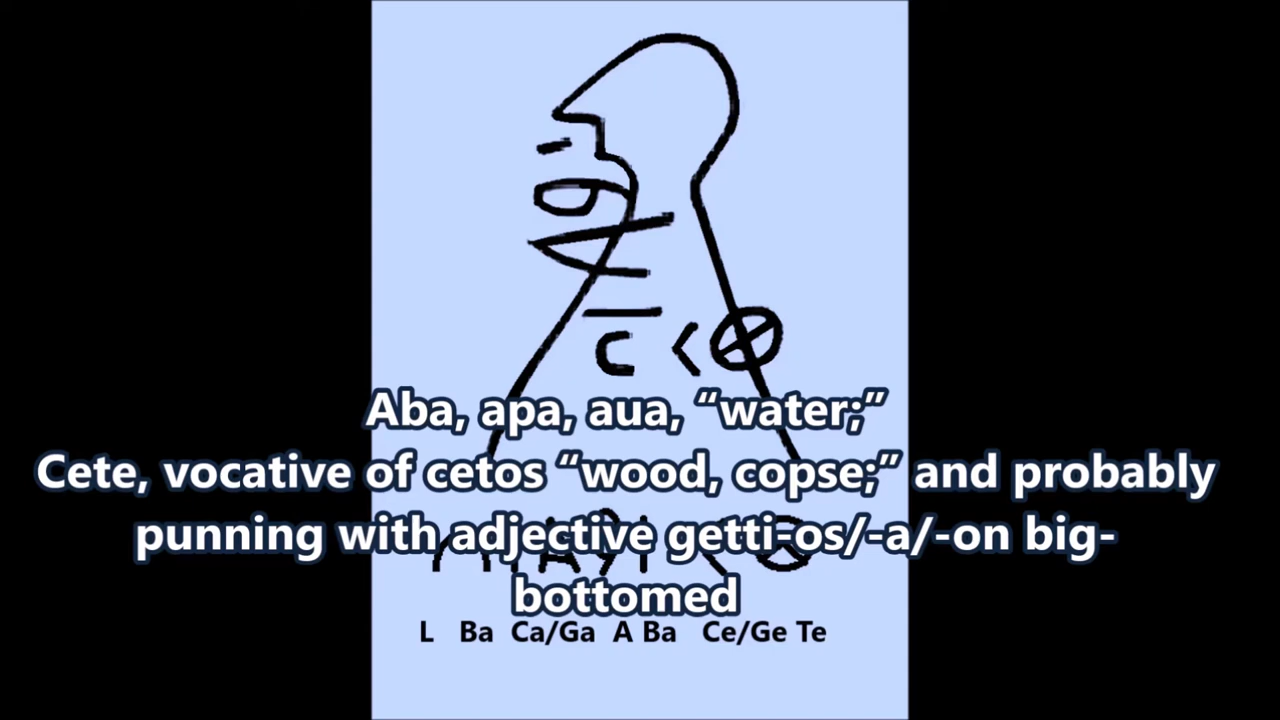 Aba, apa, aua, “water;”
Cete, vocative of cetos “wood, copse;” and probably
punning with adjective getti-os/-a/-on big-
bottomed
L Ba Ca/Ga A Ba Ce/Ge Te